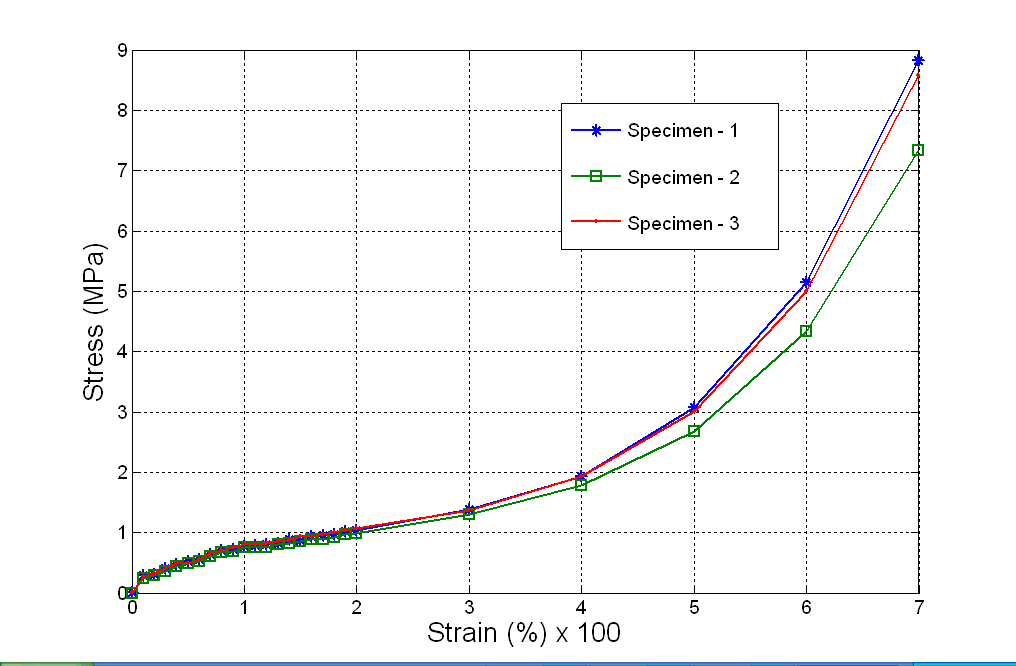 9
8
7
6
5
4
3
2
1
0
Stress (MPa)
Specimen - 1
Specimen - 2
Specimen - 3
0 1 2 3 4 5 6 7
Strain (%) x 100